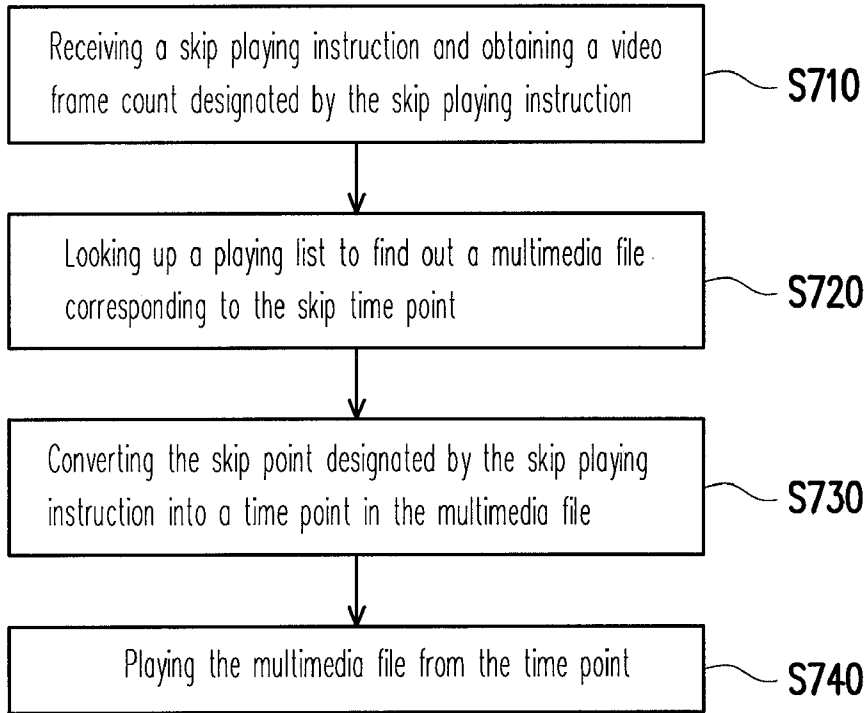 Receiving a skip playing instruction and obtaining a video
frame count designated by the skip playing instruction
S710
Looking up a playing list to find out a multimedia file
corresponding to the skip time point
S720
Converting the skip point designated by the skip playing
instruction into a time point in the multimedia file
S730
Playing the multimedia file from the time point
S740